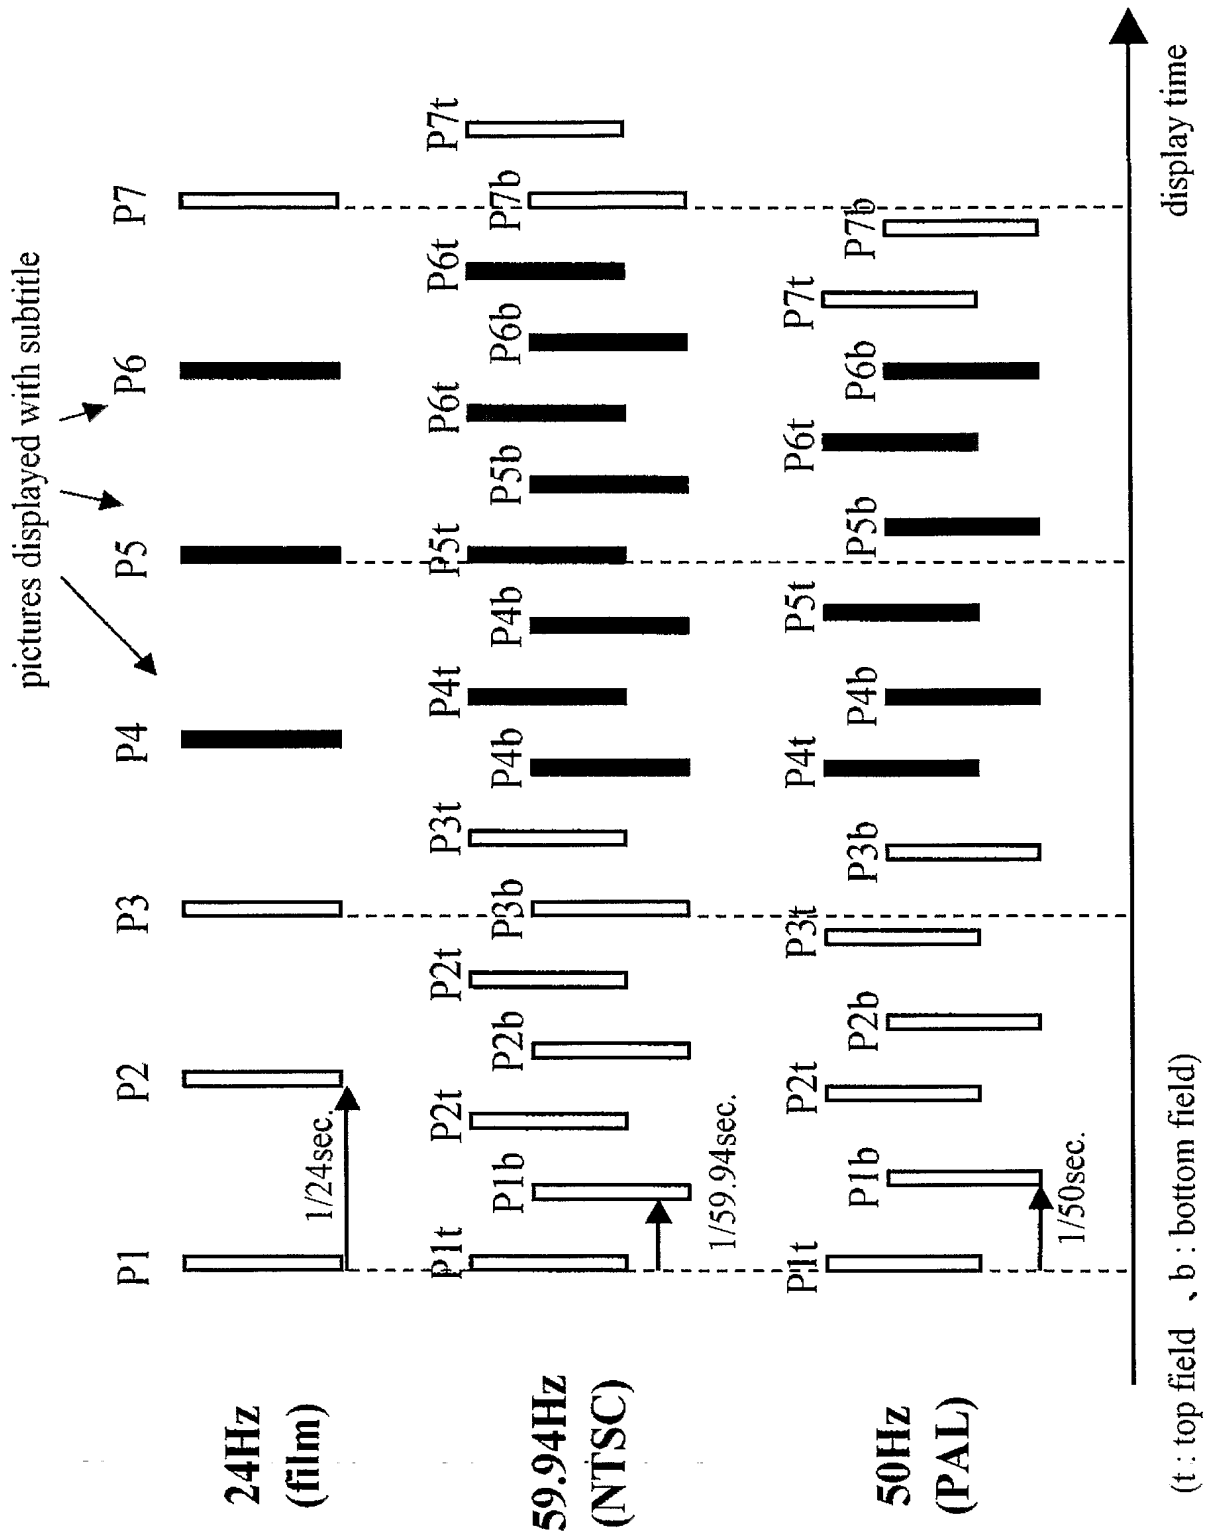 pictures displayed with subtitle
P1 P2 P3 P4 P5 P6 P7
24Hz
(film)
1/24sec.
P1t P2t P2t P3t P4t P5t P6t P6t P7t
P1b P2b P3b P4b P4b P5b P6b P7b
59.94Hz
(NTSC)
1/59.94sec.
P1t P2t P3t P4t P5t P6t P7t
P1b P2b P3b P4b P5b P6b P7b
50Hz
(PAL)
1/50sec.
display time
(t : top field 、b : bottom field)